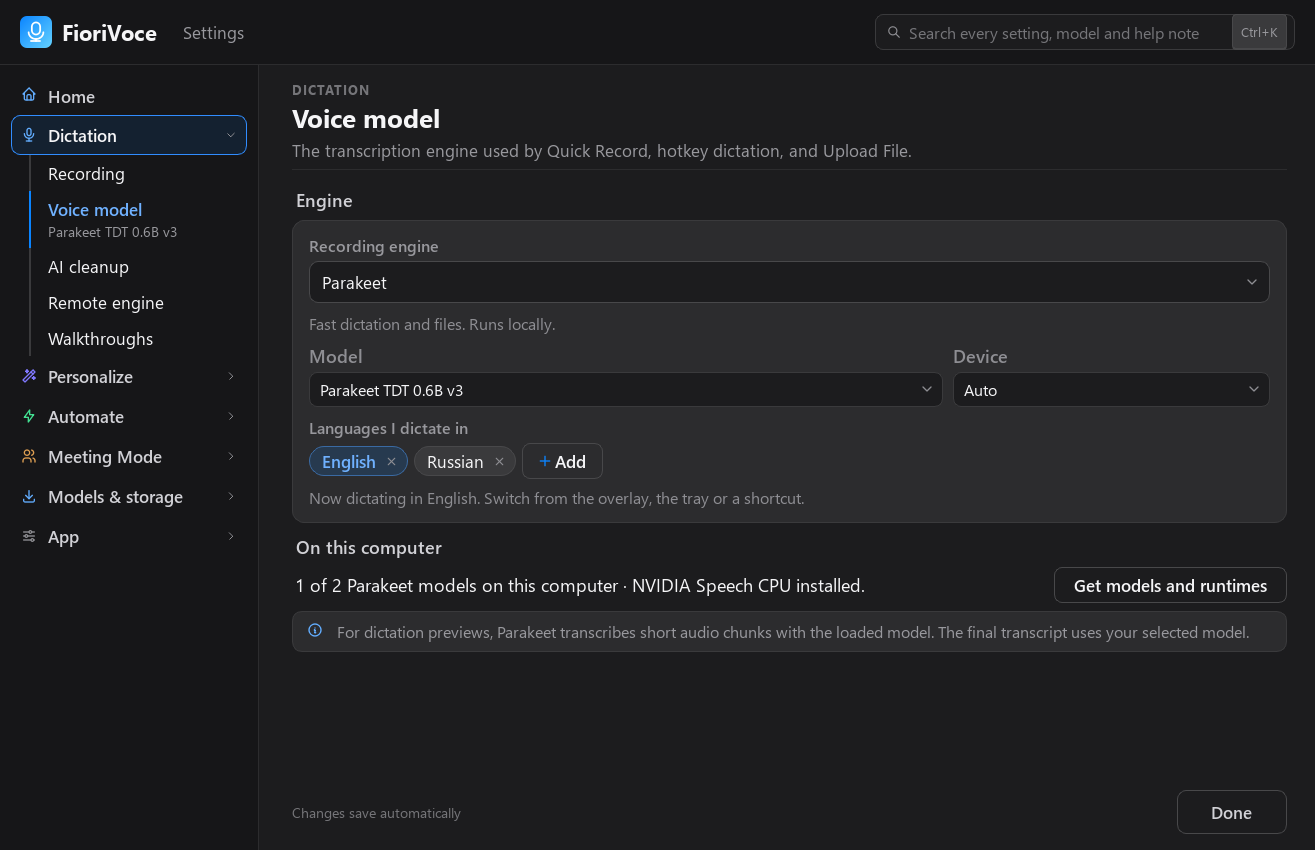 FioriVoce Settings
Search every setting, model and help note Ctrl+K
Home
Dictation
Recording
Voice model
Parakeet TDT 0.6B v3
AI cleanup
Remote engine
Walkthroughs
Personalize
Automate
Meeting Mode
Models & storage
App
DICTATION
Voice model
The transcription engine used by Quick Record, hotkey dictation, and Upload File.
Engine
Recording engine
Parakeet
Fast dictation and files. Runs locally.
Model Device
Parakeet TDT 0.6B v3 Auto
Languages I dictate in
English × Russian × + Add
Now dictating in English. Switch from the overlay, the tray or a shortcut.
On this computer
1 of 2 Parakeet models on this computer · NVIDIA Speech CPU installed. Get models and runtimes
For dictation previews, Parakeet transcribes short audio chunks with the loaded model. The final transcript uses your selected model.
Changes save automatically Done